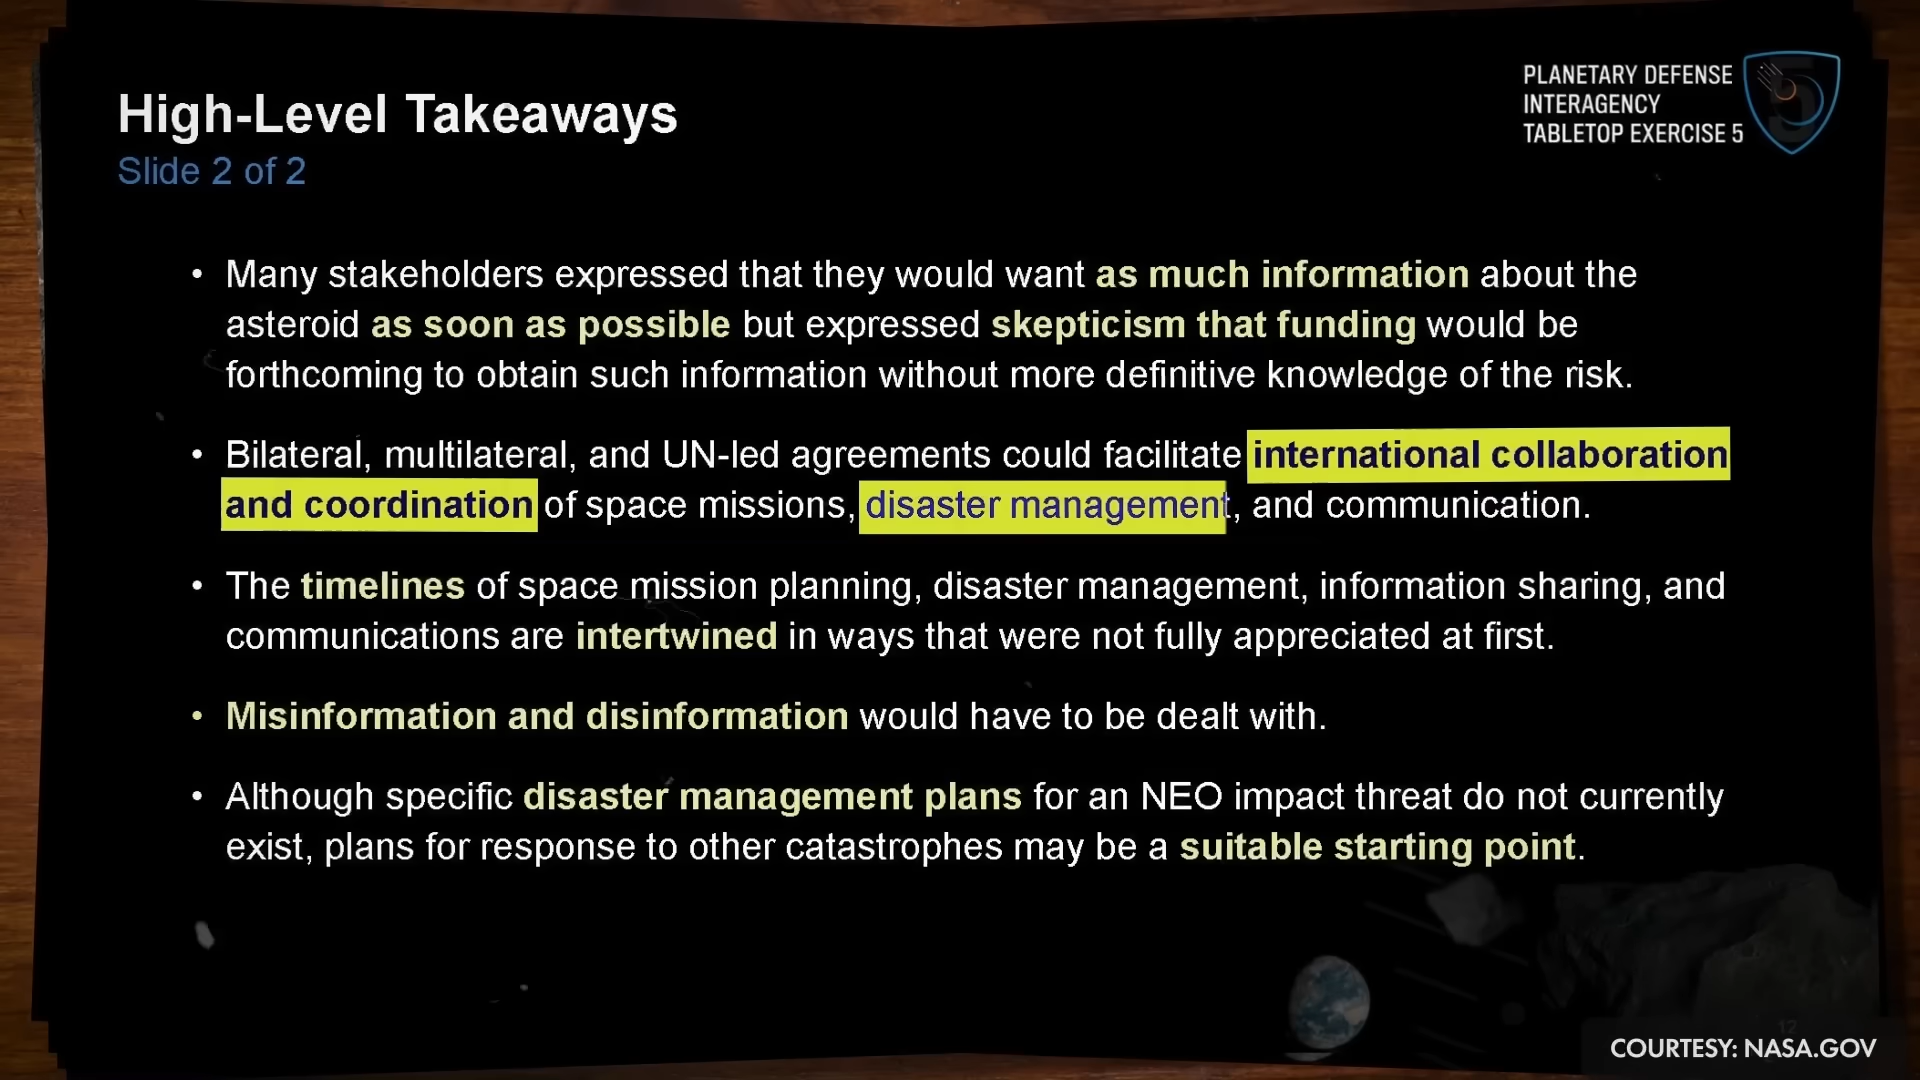 High-Level Takeaways
Slide 2 of 2
PLANETARY DEFENSE
INTERAGENCY
TABLETOP EXERCISE 5
• Many stakeholders expressed that they would want as much information about the
asteroid as soon as possible but expressed skepticism that funding would be
forthcoming to obtain such information without more definitive knowledge of the risk.
• Bilateral, multilateral, and UN-led agreements could facilitate international collaboration
and coordination of space missions, disaster management, and communication.
• The timelines of space mission planning, disaster management, information sharing, and
communications are intertwined in ways that were not fully appreciated at first.
• Misinformation and disinformation would have to be dealt with.
• Although specific disaster management plans for an NEO impact threat do not currently
exist, plans for response to other catastrophes may be a suitable starting point.
12
COURTESY: NASA.GOV